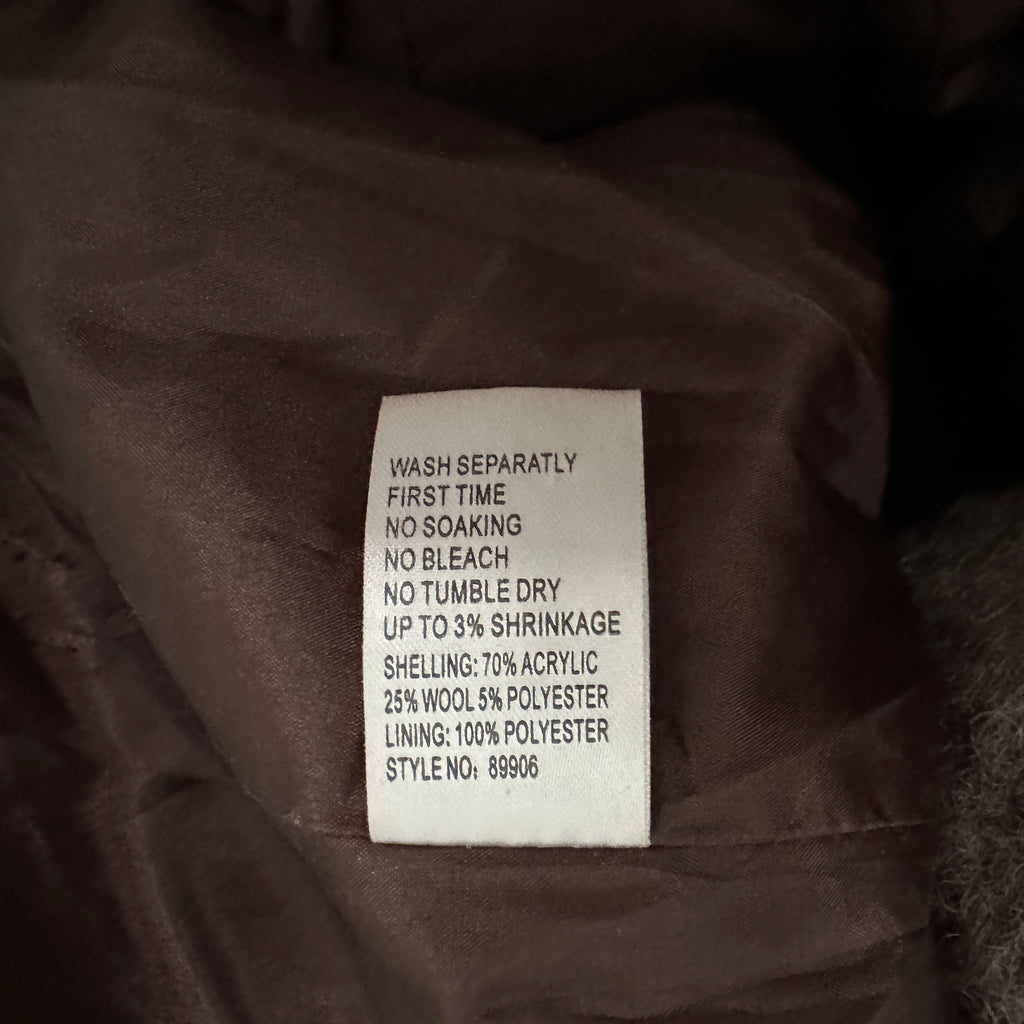 WASH SEPARATLY
FIRST TIME
NO SOAKING
NO BLEACH
NO TUMBLE DRY
UP TO 3% SHRINKAGE
SHELLING: 70% ACRYLIC
25% WOOL 5% POLYESTER
LINING: 100% POLYESTER
STYLE NO: 89906